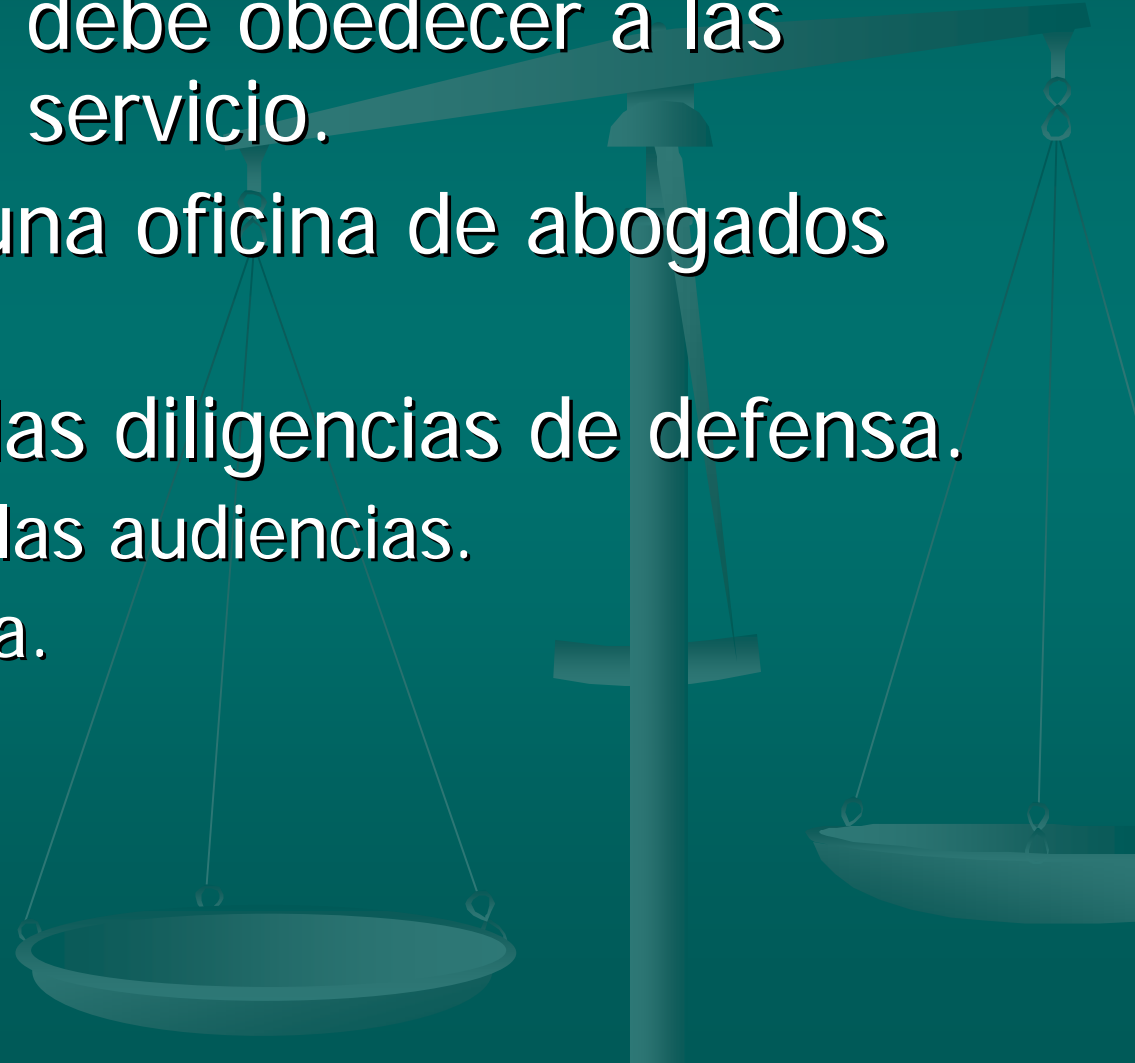 debe obedecer a las
servicio.
una oficina de abogados
las diligencias de defensa.
las audiencias.
a.